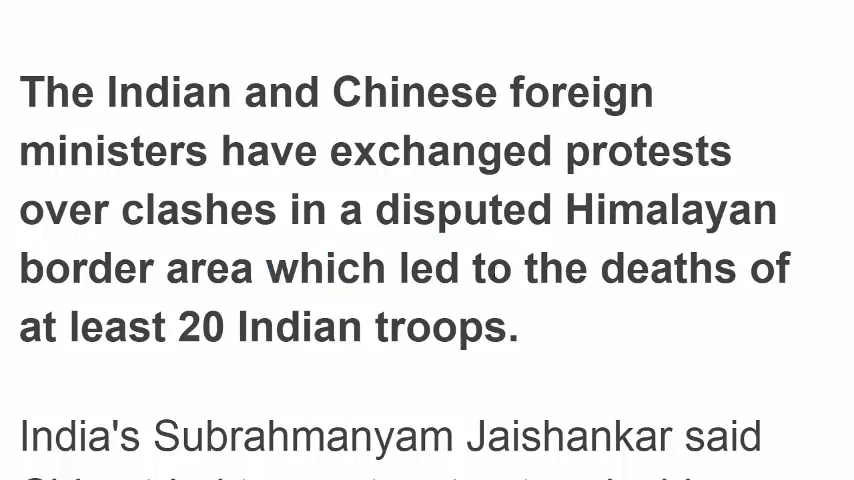 The Indian and Chinese foreign
ministers have exchanged protests
over clashes in a disputed Himalayan
border area which led to the deaths of
at least 20 Indian troops.
India's Subrahmanyam Jaishankar said